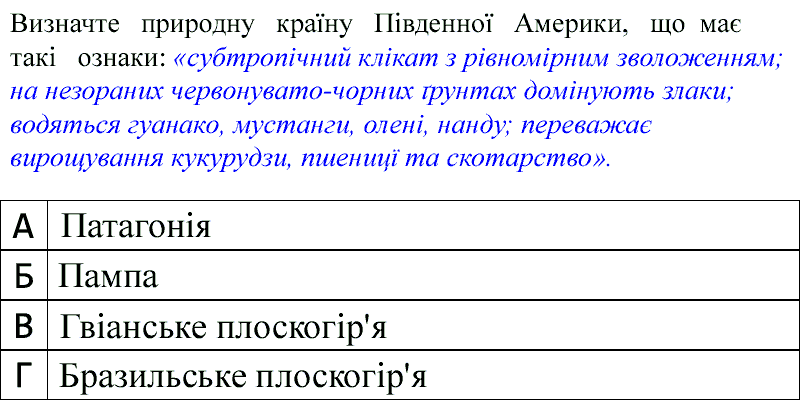 Визначте природну країну Південної Америки, що має
такі ознаки: «субтропічний клікат з рівномірним зволоженням;
на незораних червонувато-чорних ґрунтах домінують злаки;
водяться гуанако, мустанги, олені, нанду; переважає
вирощування кукурудзи, пшениці та скотарство».
А Патагонія
Б Пампа
В Гвіанське плоскогір'я
Г Бразильське плоскогір'я